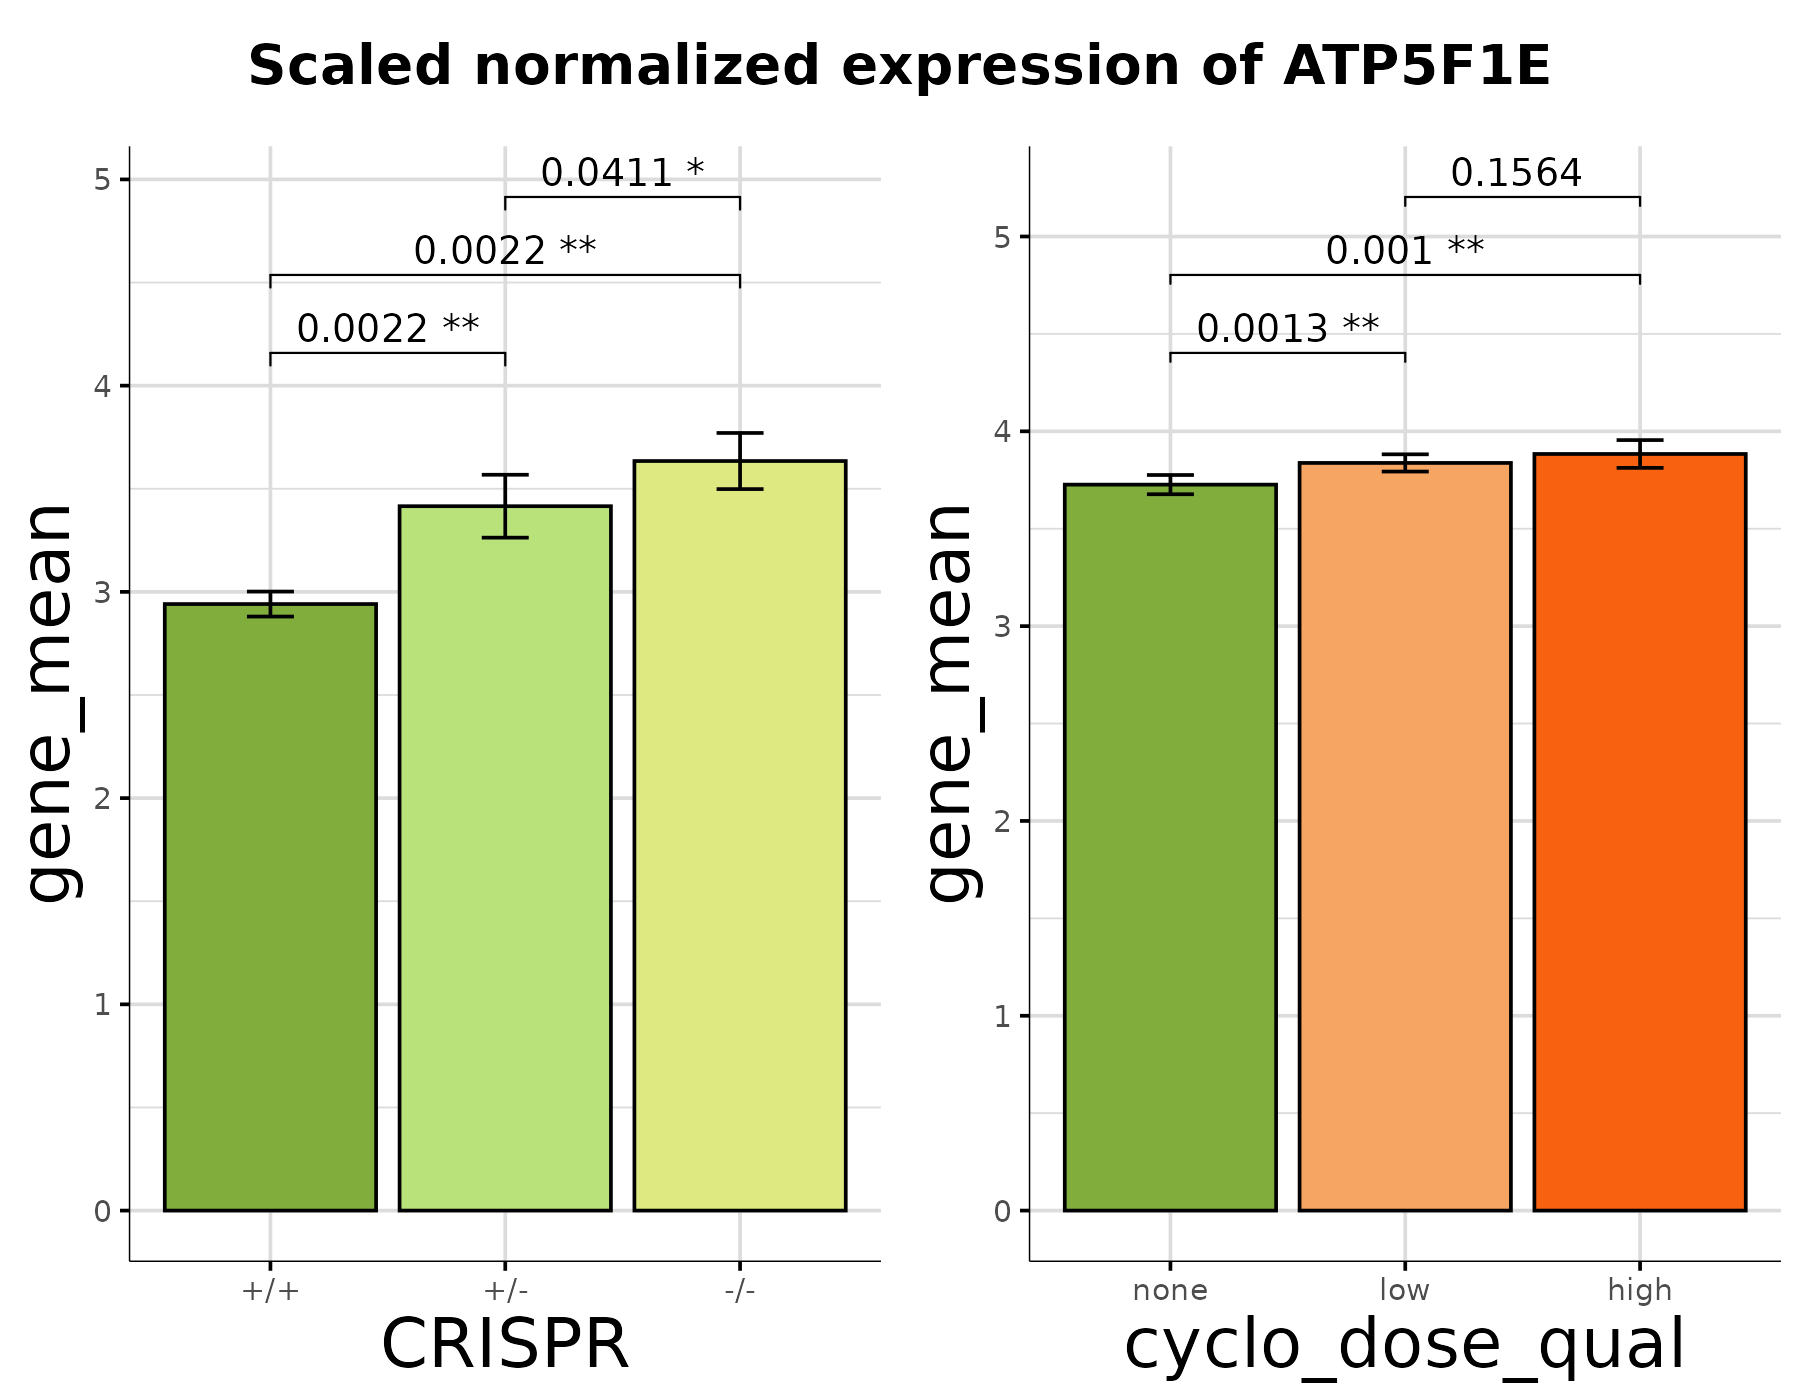 Scaled normalized expression of ATP5F1E
gene_mean
5
4
3
2
1
0
0.0411 *
0.0022 **
0.0022 **
+/+ +/- -/-
CRISPR
gene_mean
5
4
3
2
1
0
0.1564
0.001 **
0.0013 **
none low high
cyclo_dose_qual